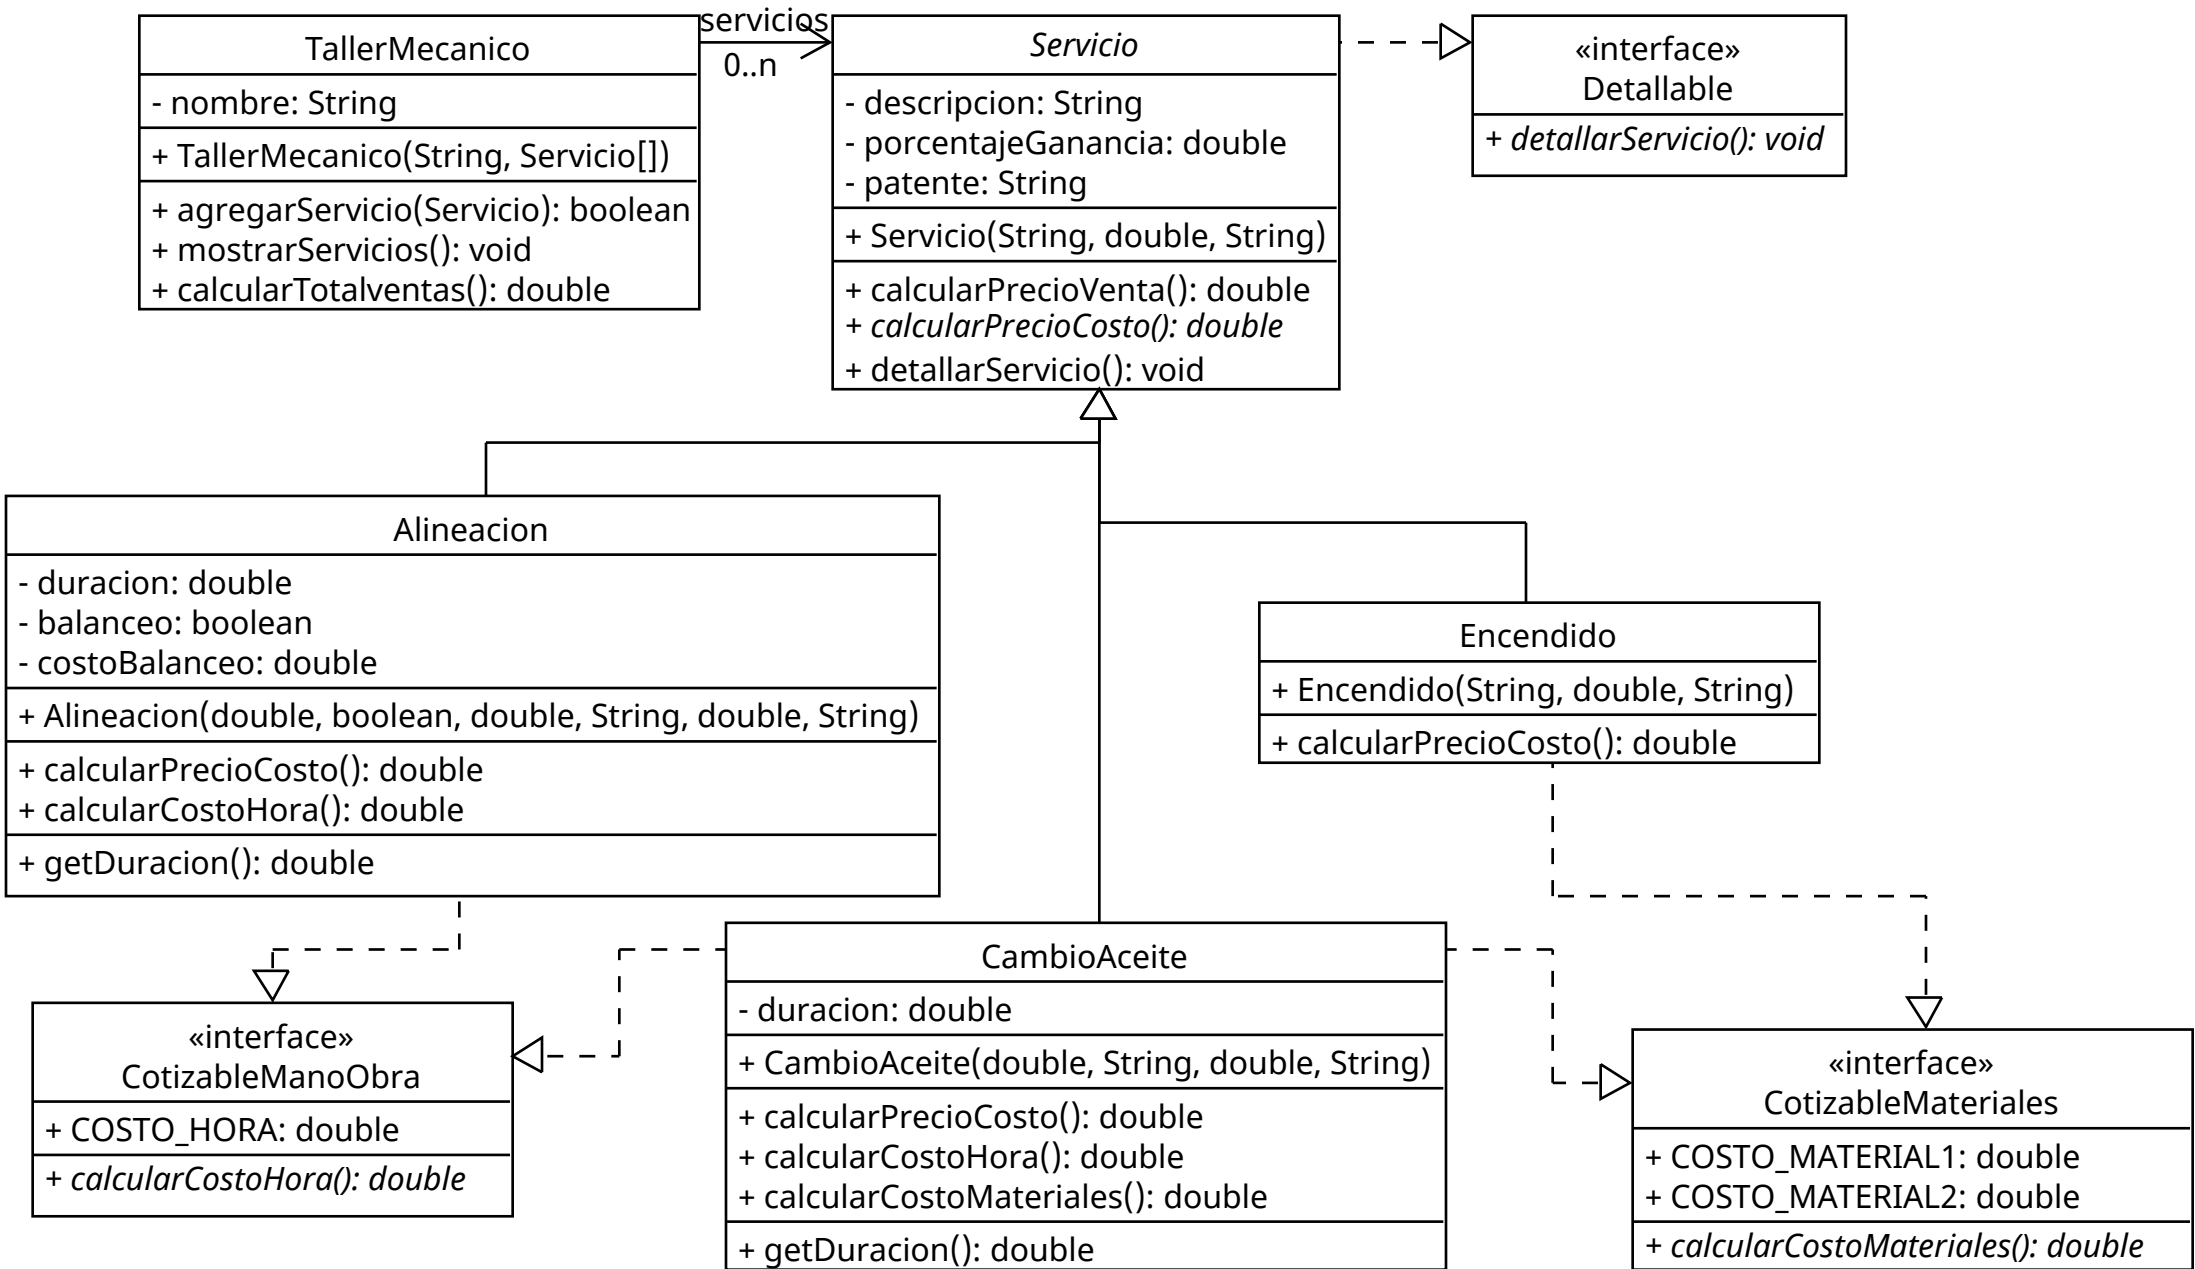 TallerMecanico
- nombre: String
+ TallerMecanico(String, Servicio[])
+ agregarServicio(Servicio): boolean
+ mostrarServicios(): void
+ calcularTotalventas(): double
servicios
0..n
Servicio
- descripcion: String
- porcentajeGanancia: double
- patente: String
+ Servicio(String, double, String)
+ calcularPrecioVenta(): double
+ calcularPrecioCosto(): double
+ detallarServicio(): void
«interface»
Detallable
+ detallarServicio(): void
Alineacion
- duracion: double
- balanceo: boolean
- costoBalanceo: double
+ Alineacion(double, boolean, double, String, double, String)
+ calcularPrecioCosto(): double
+ calcularCostoHora(): double
+ getDuracion(): double
Encendido
+ Encendido(String, double, String)
+ calcularPrecioCosto(): double
«interface»
CotizableManoObra
+ COSTO_HORA: double
+ calcularCostoHora(): double
CambioAceite
- duracion: double
+ CambioAceite(double, String, double, String)
+ calcularPrecioCosto(): double
+ calcularCostoHora(): double
+ calcularCostoMateriales(): double
+ getDuracion(): double
«interface»
CotizableMateriales
+ COSTO_MATERIAL1: double
+ COSTO_MATERIAL2: double
+ calcularCostoMateriales(): double